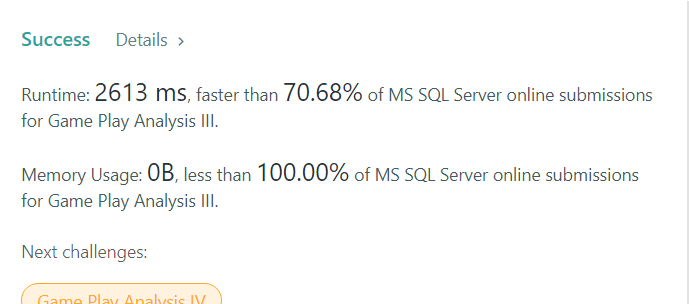 Success Details >
Runtime: 2613 ms, faster than 70.68% of MS SQL Server online submissions
for Game Play Analysis III.
Memory Usage: 0B, less than 100.00% of MS SQL Server online submissions
for Game Play Analysis III.
Next challenges:
Game Play Analysis IV